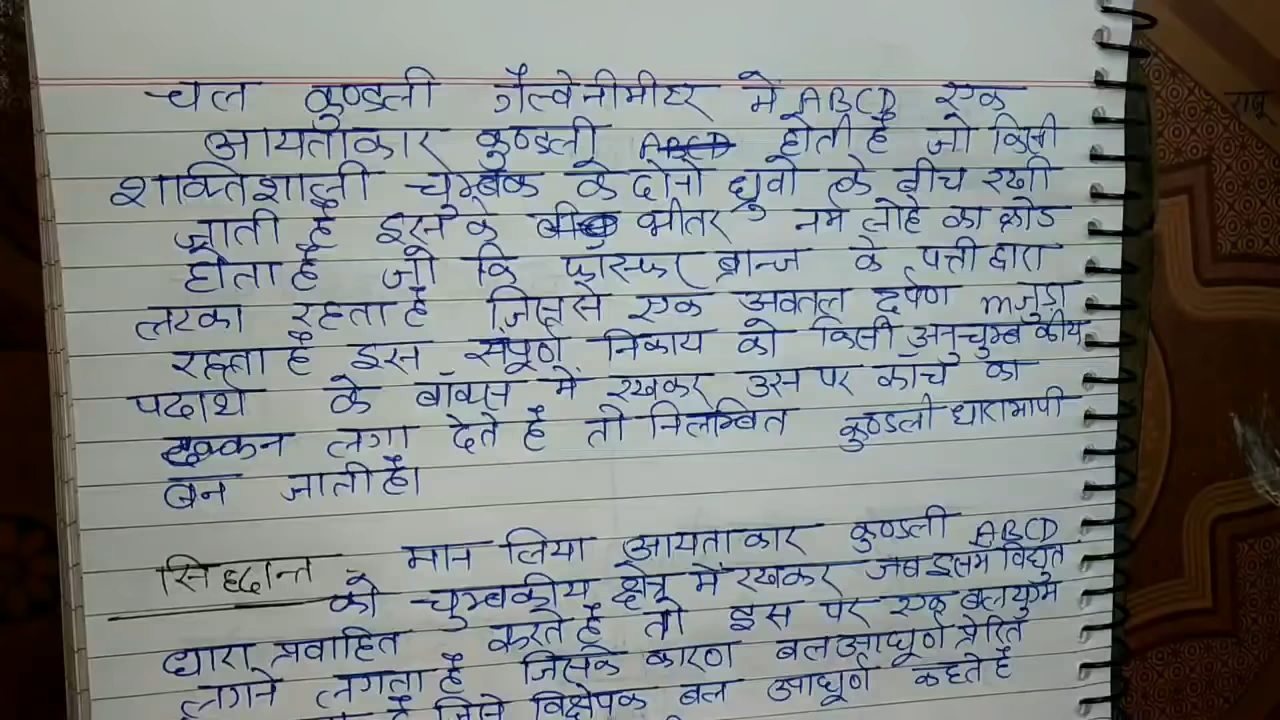 चल कुण्डली गैल्वेनीमीटर में ABCD एक
आयताकार कुण्डली ABCD होती है जो किसी
शक्तिशाली चुम्बक के दोनो ध्रुवो के बीच रखी
जाती है इसके भीतर नर्म लोहे का क्रोड
होता है जो कि फॉस्फर ब्रान्ज के पत्ती द्वारा
लटका रहता है जिससे एक अवतल दर्पण m जुड़ा
रहता है इस संपूर्ण निकाय को किसी अनुचुम्बकीय
पदार्थ के बॉक्स में रखकर उस पर काँच का
ढक्कन लगा देते है तो निलम्बित कुण्डली धारामापी
बन जाती है।
सिद्धान्त - मान लिया आयताकार कुण्डली ABCD
को चुम्बकीय क्षेत्र में रखकर जब इसमे विद्युत
धारा प्रवाहित करते है तो इस पर एक बलयुग्म
लगने लगता है जिसके कारण बल आघूर्ण प्रेरित
है जिसे विक्षेपक बल आघूर्ण कहते है
राजू